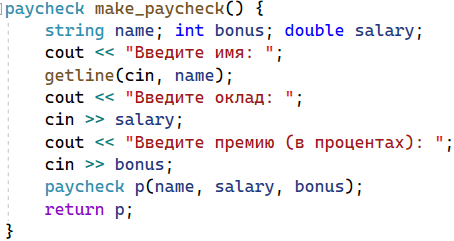 paycheck make_paycheck() {
    string name; int bonus; double salary;
    cout << "Введите имя: ";
    getline(cin, name);
    cout << "Введите оклад: ";
    cin >> salary;
    cout << "Введите премию (в процентах): ";
    cin >> bonus;
    paycheck p(name, salary, bonus);
    return p;
}